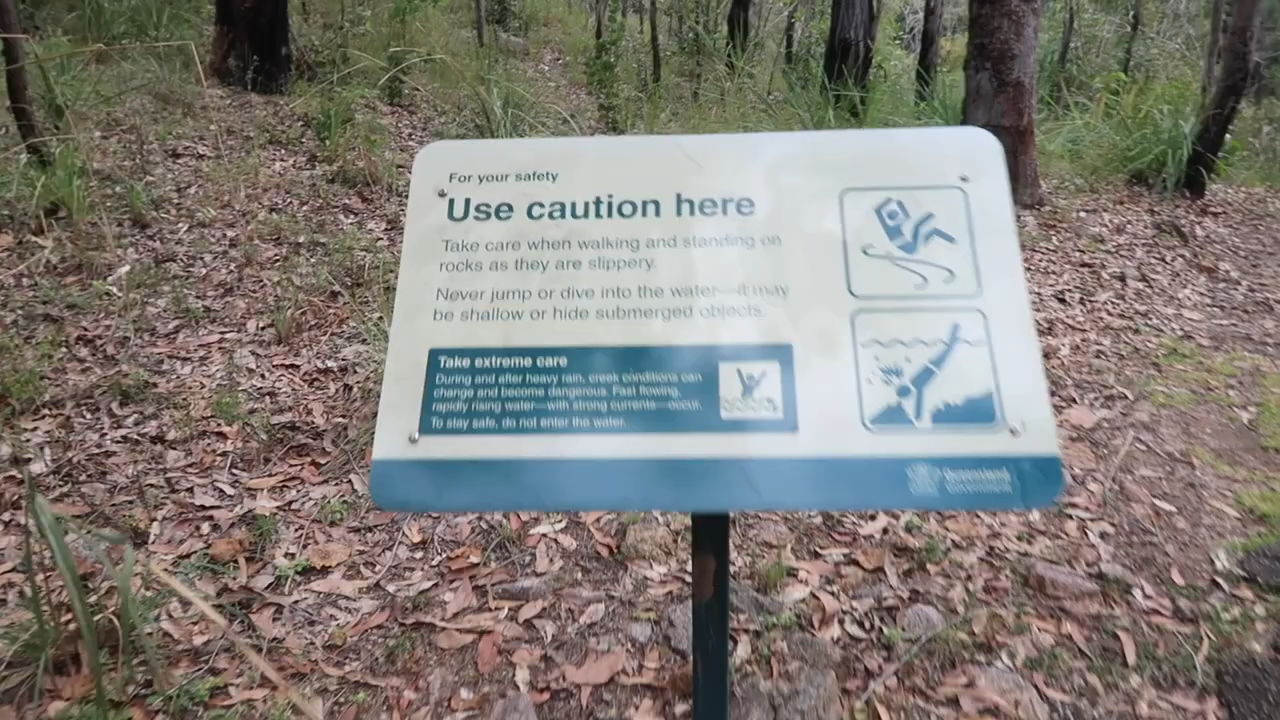 For your safety
Use caution here
Take care when walking and standing on
rocks as they are slippery.
Never jump or dive into the water—it may
be shallow or hide submerged objects.
Take extreme care
During and after heavy rain, creek conditions can
change and become dangerous. Fast flowing,
rapidly rising water—with strong currents—occur.
To stay safe, do not enter the water.
Queensland
Government